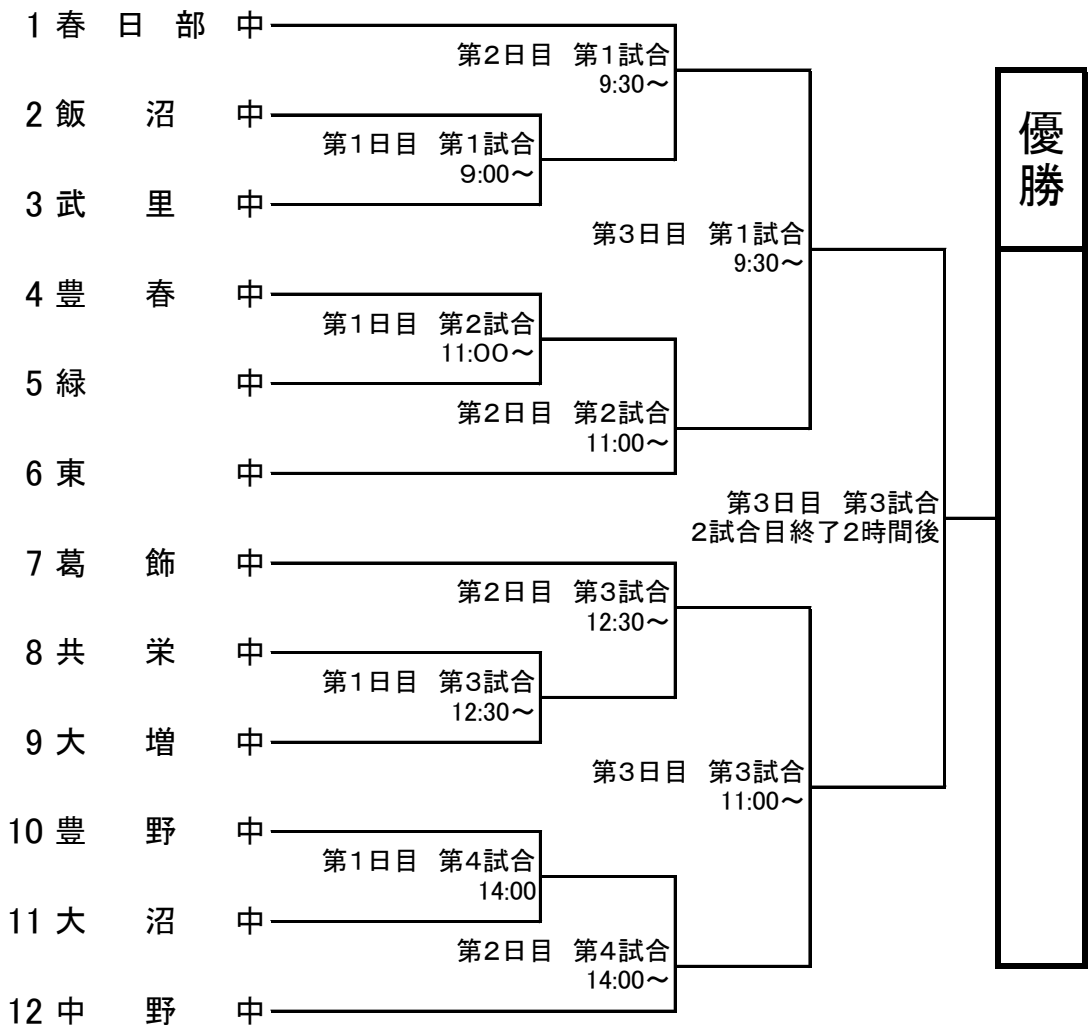 1 春日部中
第2日目 第1試合
9:30～
2 飯沼中
第1日目 第1試合
9:00～
3 武里中
第3日目 第1試合
9:30～
4 豊春中
第1日目 第2試合
11:00～
5 緑中
第2日目 第2試合
11:00～
6 東中
第3日目 第3試合
2試合目終了2時間後
7 葛飾中
第2日目 第3試合
12:30～
8 共栄中
第1日目 第3試合
12:30～
9 大増中
第3日目 第3試合
11:00～
10 豊野中
第1日目 第4試合
14:00
11 大沼中
第2日目 第4試合
14:00～
12 中野中
優勝